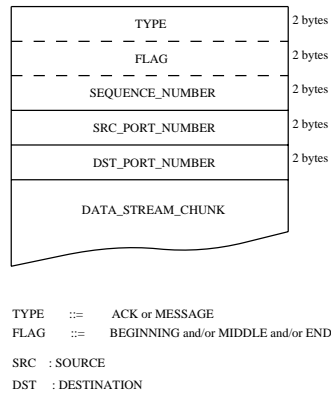 TYPE 2 bytes
FLAG 2 bytes
SEQUENCE_NUMBER 2 bytes
SRC_PORT_NUMBER 2 bytes
DST_PORT_NUMBER 2 bytes
DATA_STREAM_CHUNK
TYPE ::= ACK or MESSAGE
FLAG ::= BEGINNING and/or MIDDLE and/or END
SRC : SOURCE
DST : DESTINATION